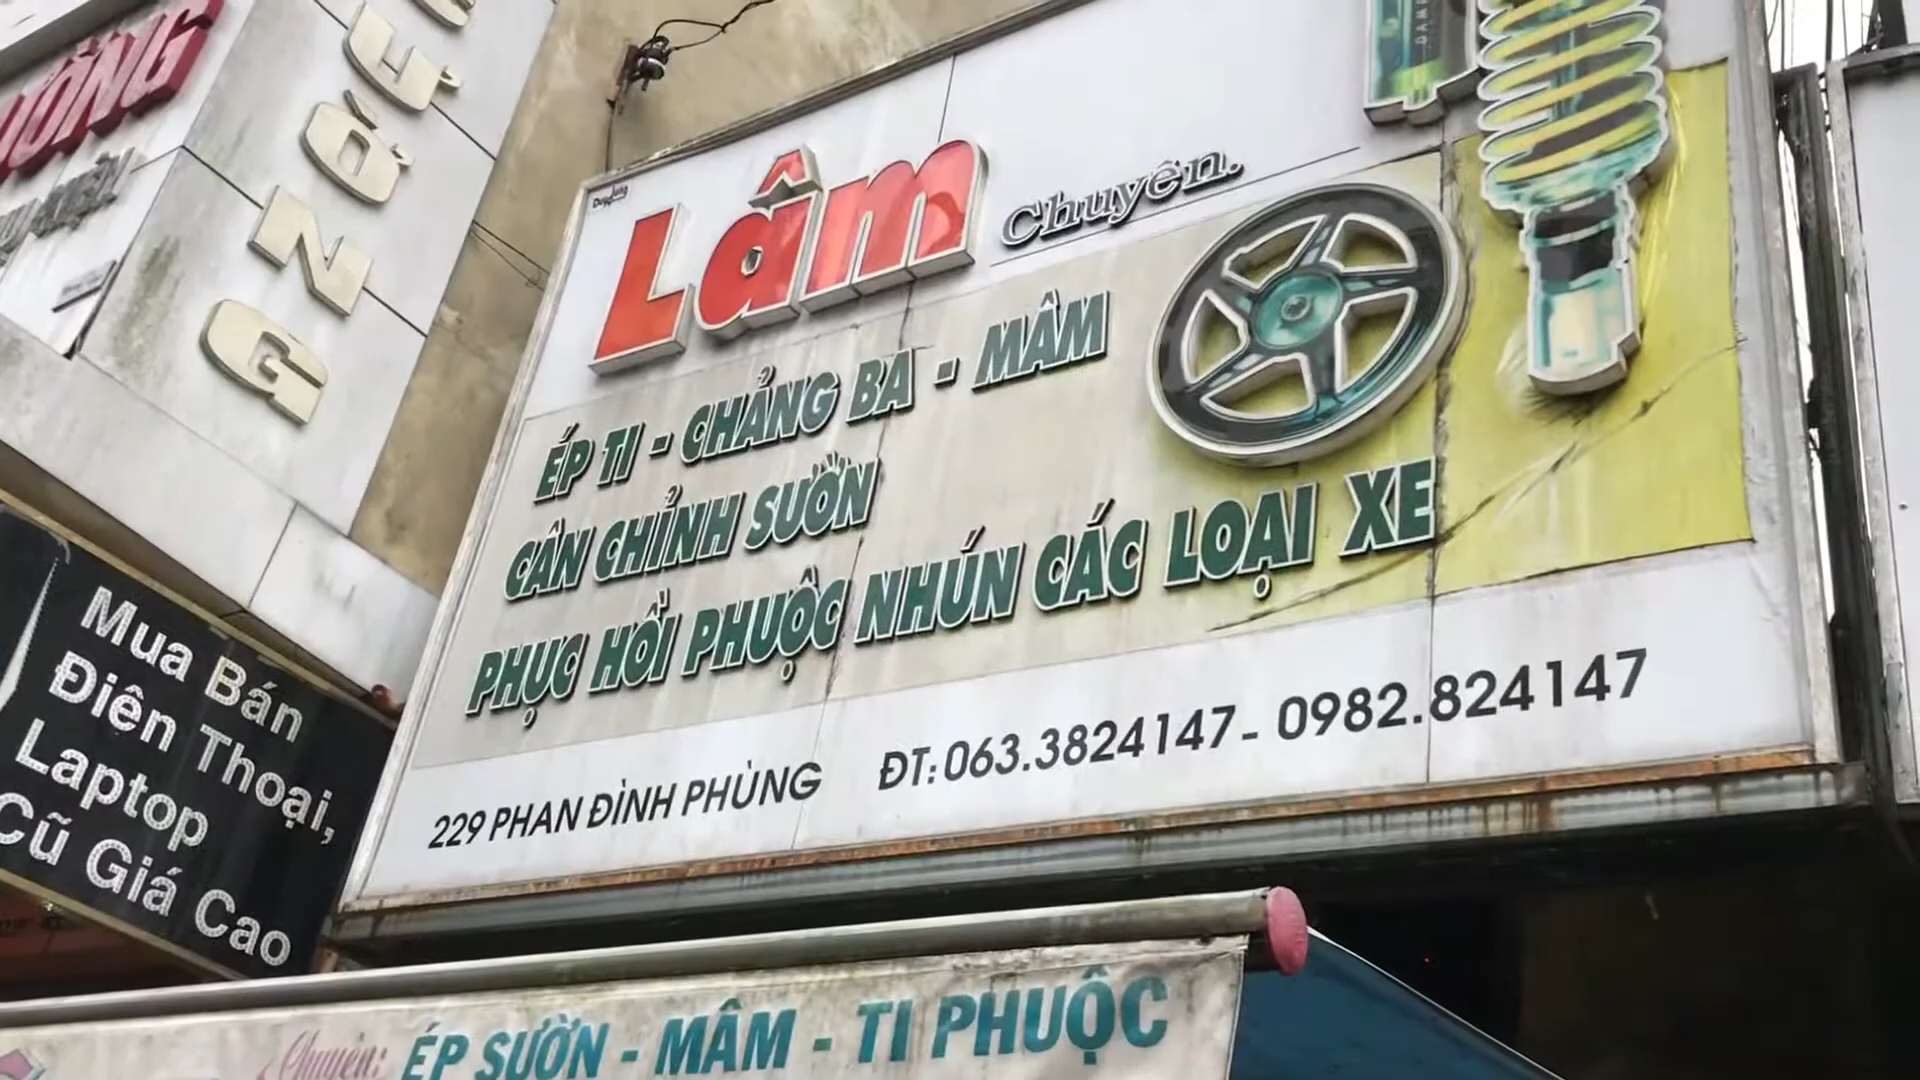 Lâm Chuyên.
ÉP TI - CHẢNG BA - MÂM
CÂN CHỈNH SƯỜN
PHỤC HỒI PHUỘC NHÚN CÁC LOẠI XE
229 PHAN ĐÌNH PHÙNG ĐT: 063.3824147 - 0982.824147
Mua Bán
Điện Thoại,
Laptop
Cũ Giá Cao
Chuyên: ÉP SƯỜN - MÂM - TI PHUỘC